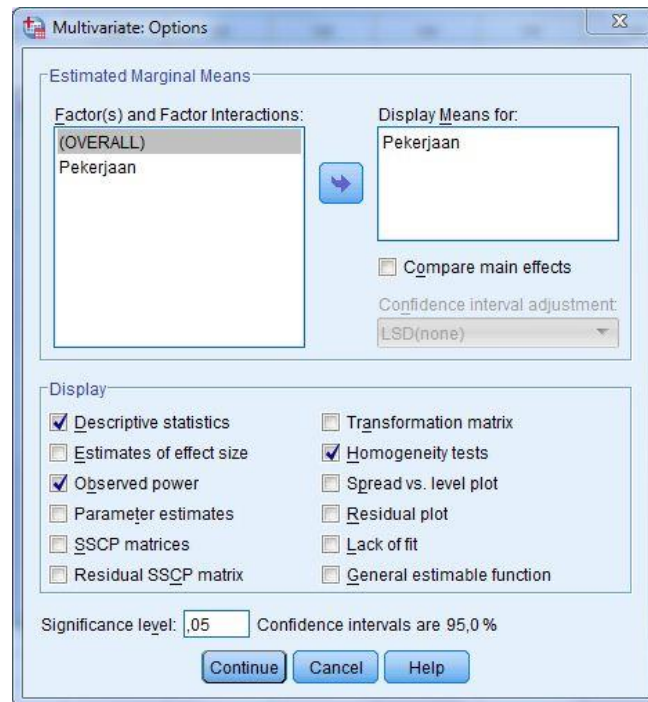 Multivariate: Options
Estimated Marginal Means
Factor(s) and Factor Interactions:
(OVERALL)
Pekerjaan
Display Means for:
Pekerjaan
Compare main effects
Confidence interval adjustment:
LSD(none)
Display
Descriptive statistics
Estimates of effect size
Observed power
Parameter estimates
SSCP matrices
Residual SSCP matrix
Transformation matrix
Homogeneity tests
Spread vs. level plot
Residual plot
Lack of fit
General estimable function
Significance level: ,05 Confidence intervals are 95,0 %
Continue Cancel Help